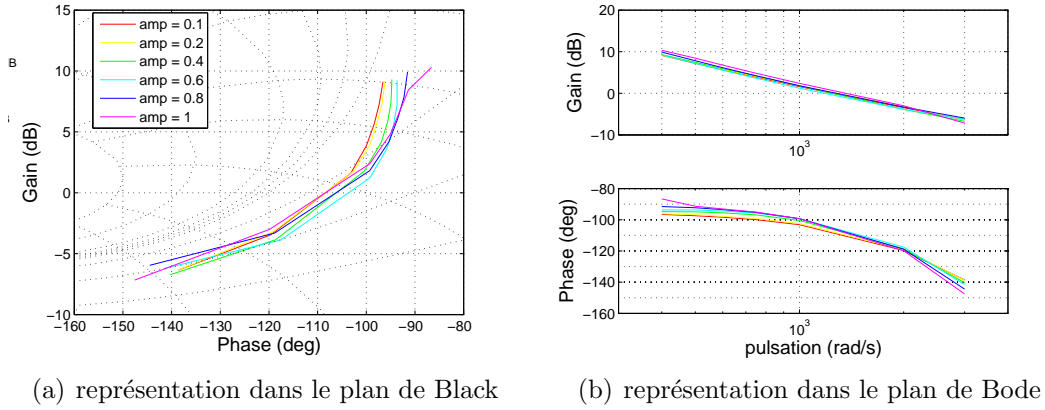 15
10
5
0
−5
−10
−160
−150
−140
−130
−120
−110
−100
−90
−80
Gain (dB)
Phase (deg)
B
amp = 0.1
amp = 0.2
amp = 0.4
amp = 0.6
amp = 0.8
amp = 1
(a) représentation dans le plan de Black
20
10
0
−10
Gain (dB)
10³
−80
−100
−120
−140
−160
Phase (deg)
10³
pulsation (rad/s)
(b) représentation dans le plan de Bode